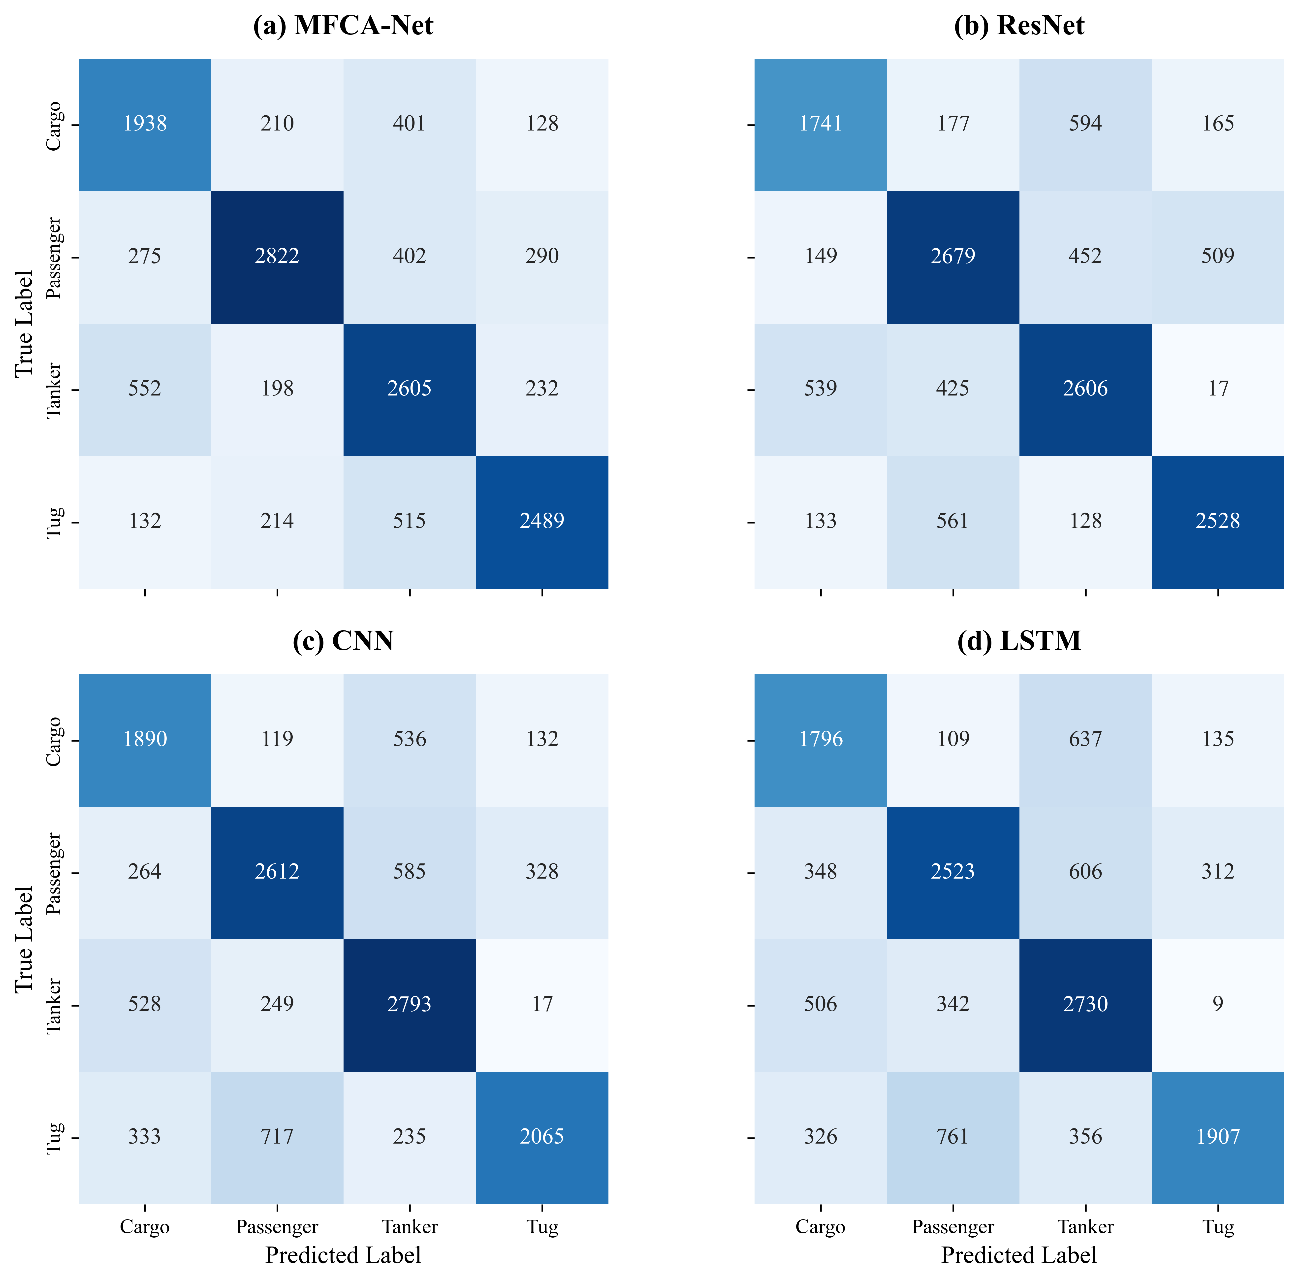 (a) MFCA-Net
(b) ResNet
True Label
Cargo
1938 210 401 128
Passenger
275 2822 402 290
Tanker
552 198 2605 232
Tug
132 214 515 2489
1741 177 594 165
149 2679 452 509
539 425 2606 17
133 561 128 2528
(c) CNN
(d) LSTM
True Label
Cargo
1890 119 536 132
Passenger
264 2612 585 328
Tanker
528 249 2793 17
Tug
333 717 235 2065
Cargo Passenger Tanker Tug
Predicted Label
1796 109 637 135
348 2523 606 312
506 342 2730 9
326 761 356 1907
Cargo Passenger Tanker Tug
Predicted Label